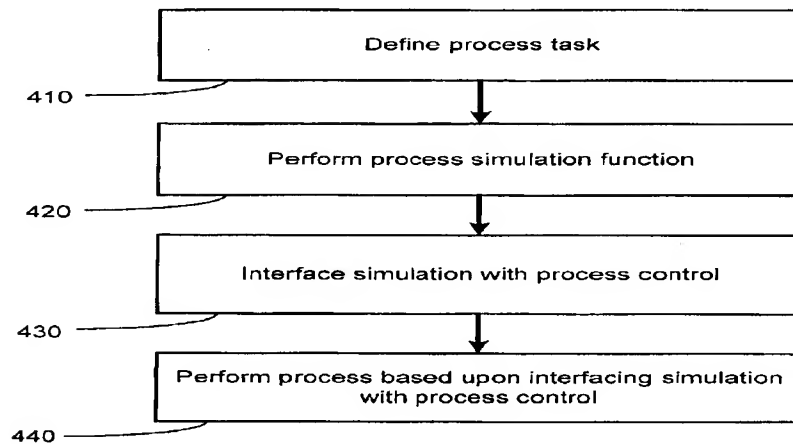 Define process task
410
Perform process simulation function
420
Interface simulation with process control
430
Perform process based upon interfacing simulation
with process control
440